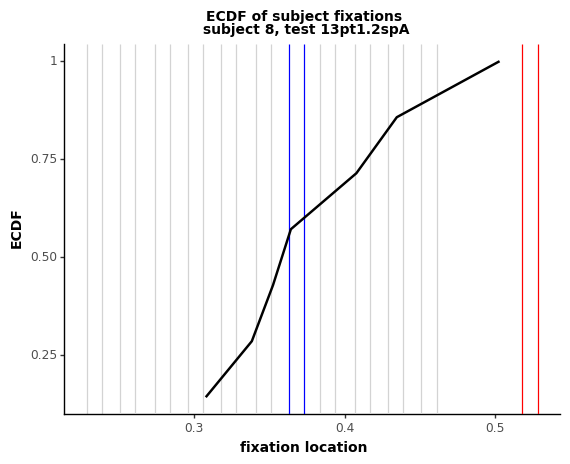 ECDF of subject fixations
subject 8, test 13pt1.2spA
1
0.75
0.50
0.25
ECDF
0.3 0.4 0.5
fixation location